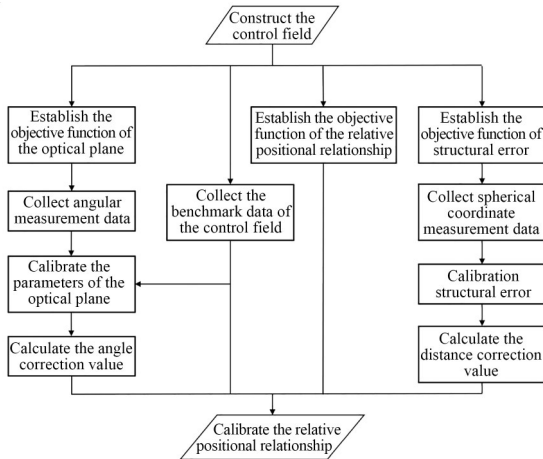 Construct the
control field
Establish the
objective function of
the optical plane
Collect angular
measurement data
Calibrate the
parameters of the
optical plane
Calculate the angle
correction value
Collect the
benchmark data of
the control field
Establish the objective
function of the relative
positional relationship
Establish the
objective function of
structural error
Collect spherical
coordinate
measurement data
Calibration
structural error
Calculate the
distance correction
value
Calibrate the relative
positional relationship